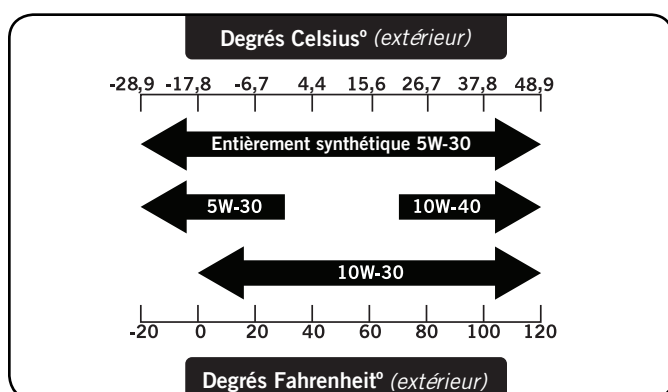 Degrés Celsiusº (extérieur)
-28,9 -17,8 -6,7 4,4 15,6 26,7 37,8 48,9
Entièrement synthétique 5W-30
5W-30 10W-40
10W-30
-20 0 20 40 60 80 100 120
Degrés Fahrenheitº (extérieur)